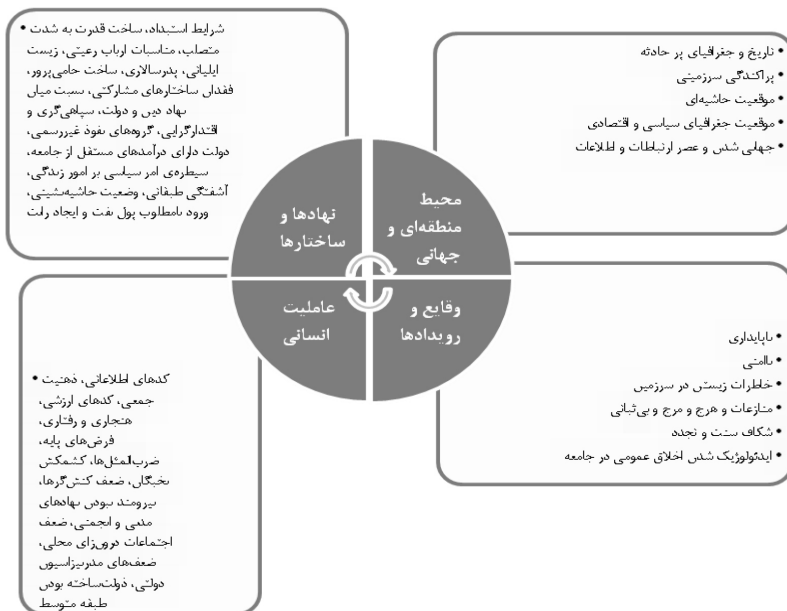 تاریخ و جغرافیای پر حادثه •
پراکندگی سرزمینی •
موقعیت حاشیه‌ای •
موقعیت جغرافیای سیاسی و اقتصادی •
جهانی شدن و عصر ارتباطات و اطلاعات •
شرایط استبداد، ساخت قدرت به شدت •
متصلب، مناسبات ارباب رعیتی، زیست
ایلیاتی، پدرسالاری، ساخت حامی‌پرور،
فقدان ساختارهای مشارکتی، نسبت میان
نهاد دین و دولت، سپاهی‌گری و
اقتدارگرایی، گروه‌های نفوذ غیررسمی،
دولت دارای درآمدهای مستقل از جامعه،
سیطره‌ی امر سیاسی بر امور زندگی،
آشفتگی طبقاتی، وضعیت حاشیه‌نشینی،
ورود نامطلوب پول نفت و ایجاد رانت
محیط
منطقه‌ای و
جهانی
نهادها و
ساختارها
وقایع و
رویدادها
عاملیت
انسانی
ناپایداری •
ناامنی •
خاطرات زیستن در سرزمین •
منازعات و هرج و مرج و بی‌ثباتی •
شکاف سنت و تجدد •
ایدئولوژیک شدن اخلاق عمومی در جامعه •
کدهای اطلاعاتی، ذهنیت •
جمعی، کدهای ارزشی،
هنجاری و رفتاری،
فرض‌های پایه،
ضرب‌المثل‌ها، کشمکش
نخبگان، ضعف کنش‌گرها،
نیرومند نبودن نهادهای
مدنی و انجمنی، ضعف
اجتماعات درون‌زای محلی،
ضعف‌های مدرنیزاسیون
دولتی، دولت‌ساخته بودن
طبقه متوسط